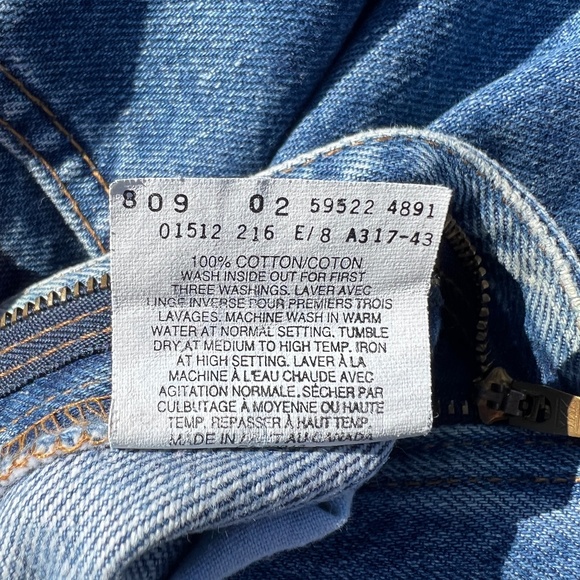 809 02 59522 4891
01512 216 E/8 A317-43
100% COTTON/COTON
WASH INSIDE OUT FOR FIRST
THREE WASHINGS. LAVER AVEC
LINGE INVERSE POUR PREMIERS TROIS
LAVAGES. MACHINE WASH IN WARM
WATER AT NORMAL SETTING. TUMBLE
DRY AT MEDIUM TO HIGH TEMP. IRON
AT HIGH SETTING. LAVER À LA
MACHINE À L'EAU CHAUDE AVEC
AGITATION NORMALE. SÉCHER PAR
CULBUTAGE À MOYENNE OU HAUTE
TEMP. REPASSER À HAUT TEMP.
MADE IN/FAIT AU CANADA